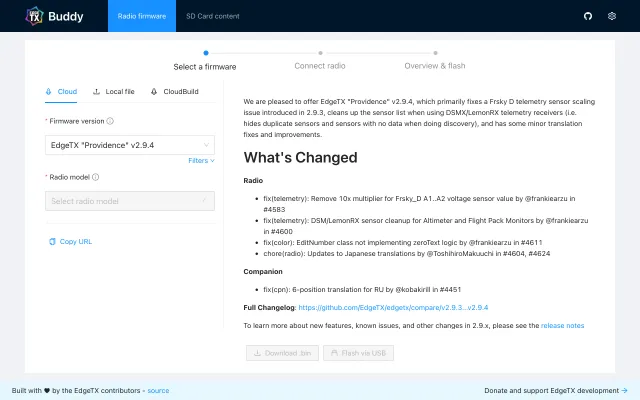 EDGE TX Buddy
Radio firmware
SD Card content
Select a firmware
Connect radio
Overview & flash
Cloud
Local file
CloudBuild
* Firmware version
EdgeTX "Providence" v2.9.4
Filters
* Radio model
Select radio model
Copy URL
We are pleased to offer EdgeTX "Providence" v2.9.4, which primarily fixes a Frsky D telemetry sensor scaling
issue introduced in 2.9.3, cleans up the sensor list when using DSMX/LemonRX telemetry receivers (i.e.
hides duplicate sensors and sensors with no data when doing discovery), and has some minor translation
fixes and improvements.
What's Changed
Radio
• fix(telemetry): Remove 10x multiplier for Frsky_D A1..A2 voltage sensor value by @frankiearzu in
#4583
• fix(telemetry): DSM/LemonRX sensor cleanup for Altimeter and Flight Pack Monitors by @frankiearzu
in #4600
• fix(color): EditNumber class not implementing zeroText logic by @frankiearzu in #4611
• chore(radio): Updates to Japanese translations by @ToshihiroMakuuchi in #4604, #4624
Companion
• fix(cpn): 6-position translation for RU by @kobakirill in #4451
Full Changelog: https://github.com/EdgeTX/edgetx/compare/v2.9.3...v2.9.4
To learn more about new features, known issues, and other changes in 2.9.x, please see the release notes
Download .bin
Flash via USB
Built with ♥ by the EdgeTX contributors • source
Donate and support EdgeTX development →